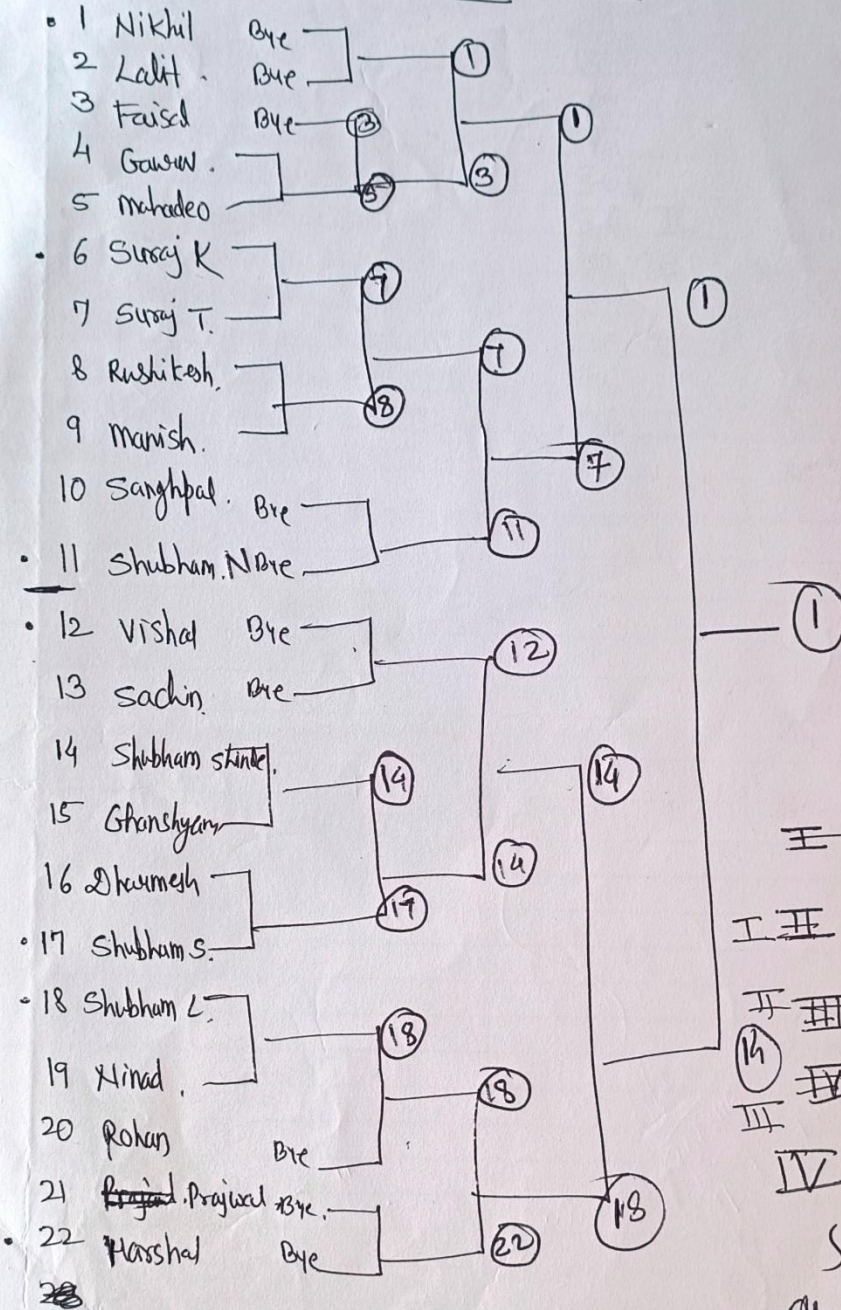 1 Nikhil Bye
2 Lalit. Bye
1
3 Faisal Bye 3
1
4 Gaurav.
5 3
5 Mahadeo
6 Suraj K
7
7 Suraj T.
1
8 Rushikesh.
7
8
9 Manish.
7
10 Sanghpal. Bye
11
11 Shubham.N Bye
12 Vishal Bye
1
12
13 Sachin. Bye
14 Shubham Shinde.
14 14
15 Ghanshyam
14
16 Dharmesh
17
17 Shubham S.
I II
18 Shubham L.
II III
18
19 Ninad.
14
18
20 Rohan
Bye
III
IV
21 Prajwal Bye.
18
22 Harshal Bye
22